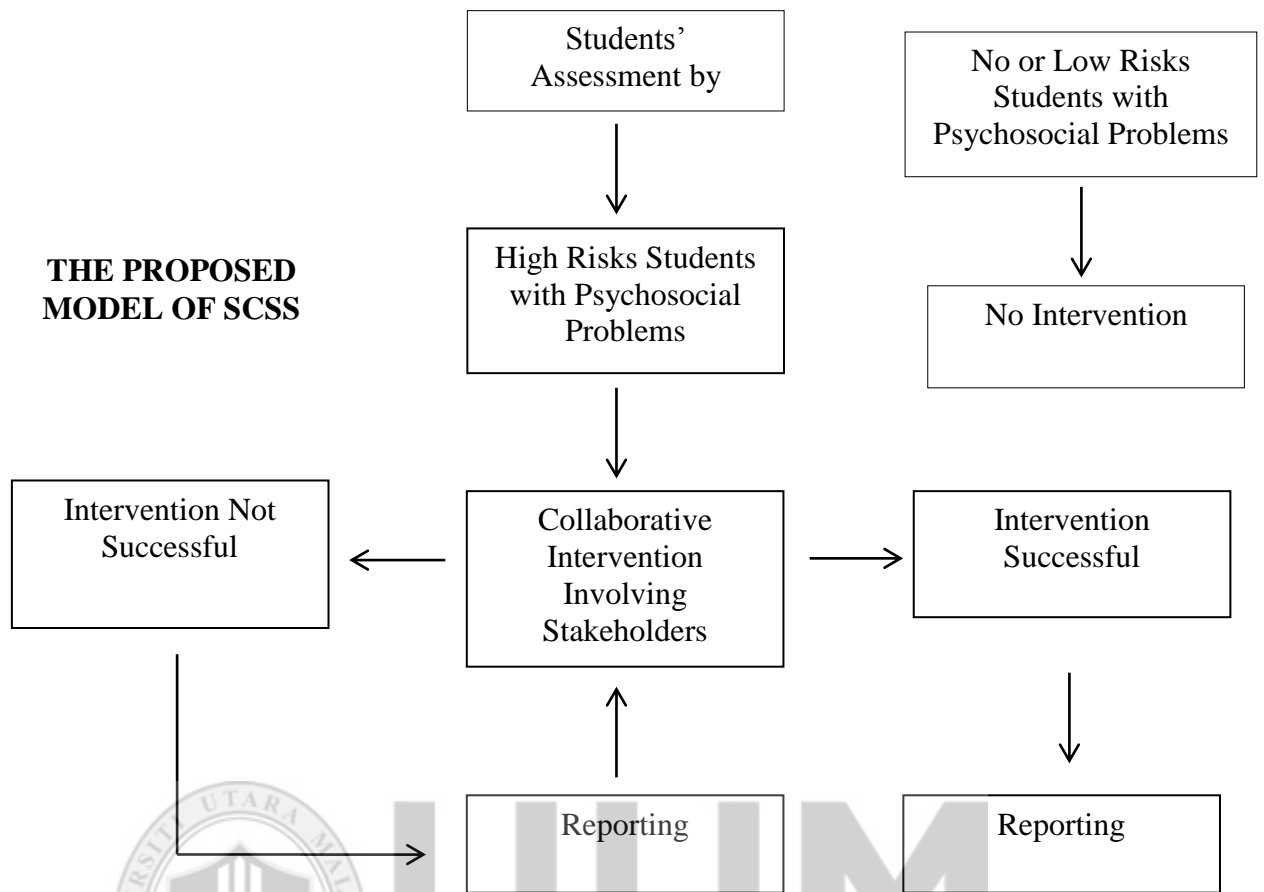 Students’
Assessment by
No or Low Risks
Students with
Psychosocial Problems
THE PROPOSED
MODEL OF SCSS
High Risks Students
with Psychosocial
Problems
No Intervention
Intervention Not
Successful
Collaborative
Intervention
Involving
Stakeholders
Intervention
Successful
Reporting
Reporting
UTARA
UUM